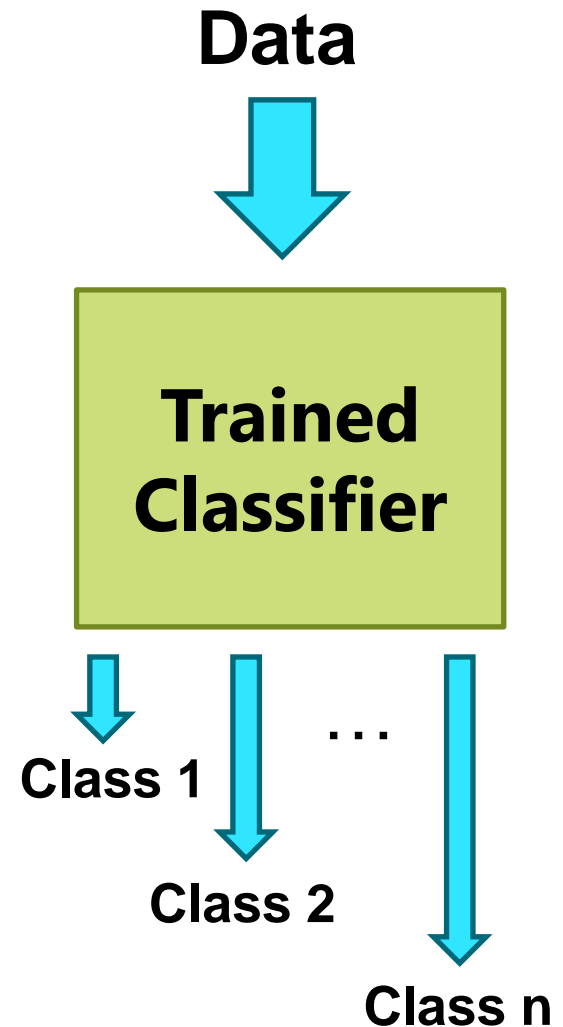 Data
Trained
Classifier
...
Class 1
Class 2
Class n